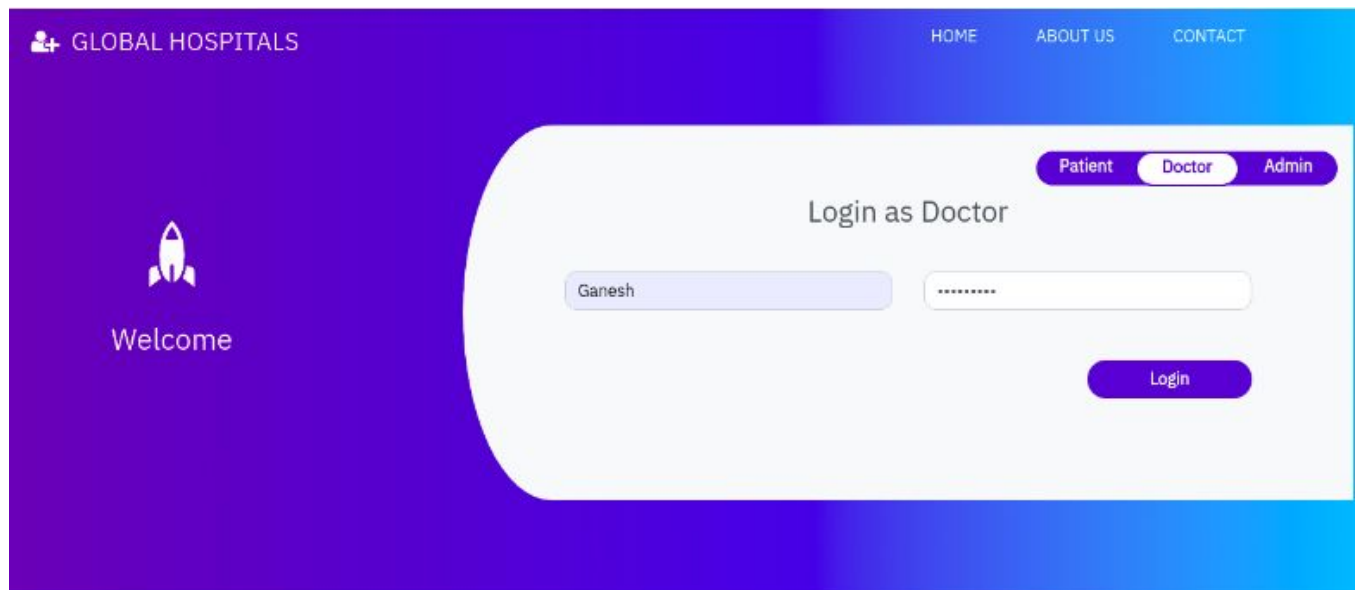 GLOBAL HOSPITALS
HOME ABOUT US CONTACT
Patient Doctor Admin
Login as Doctor
Ganesh
Welcome
Login